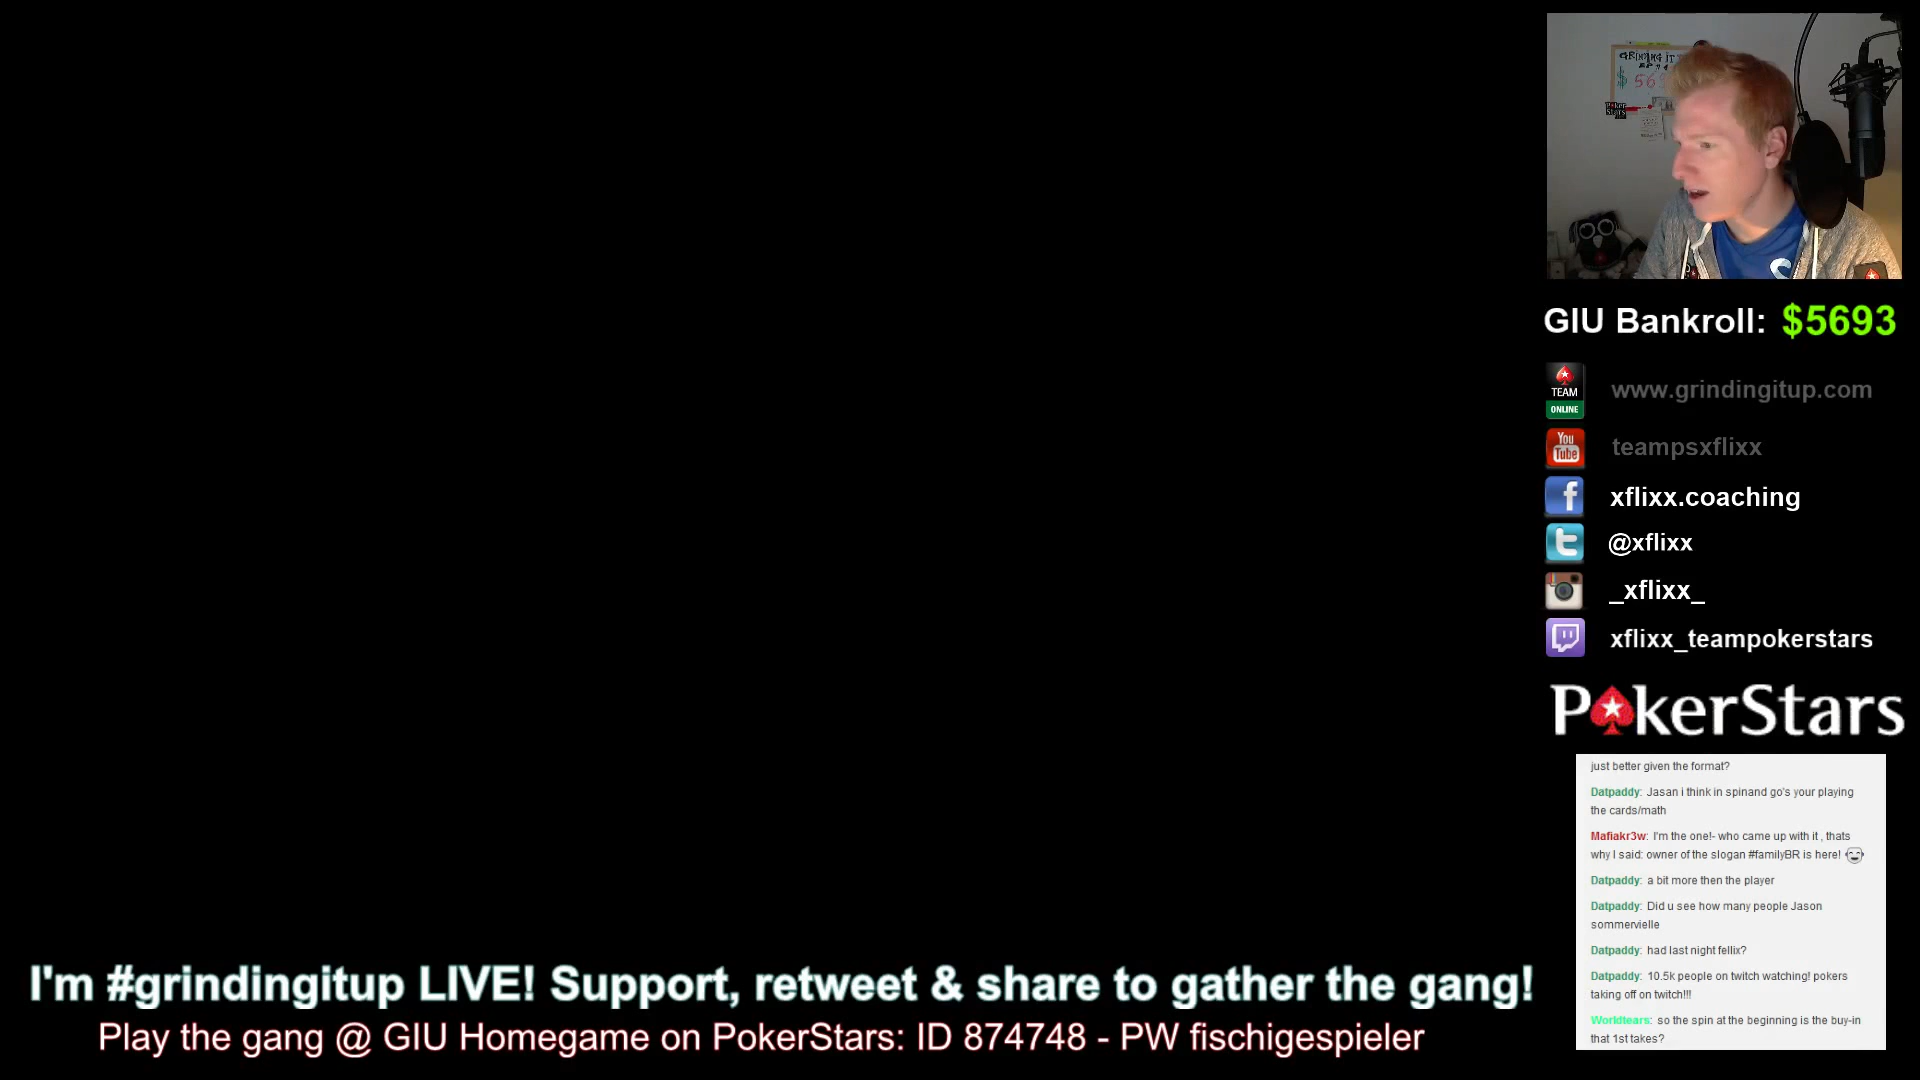 GRINDING IT
$ 569
Poker
Stars
GIU Bankroll: $5693
TEAM
ONLINE
www.grindingitup.com
You
Tube
teampsxflixx
xflixx.coaching
@xflixx
_xflixx_
xflixx_teampokerstars
PokerStars
just better given the format?
Datpaddy: Jasan i think in spinand go's your playing
the cards/math
Mafiakr3w: I'm the one!- who came up with it , thats
why I said: owner of the slogan #familyBR is here!
Datpaddy: a bit more then the player
Datpaddy: Did u see how many people Jason
sommervielle
Datpaddy: had last night fellix?
Datpaddy: 10.5k people on twitch watching! pokers
taking off on twitch!!!
Worldtears: so the spin at the beginning is the buy-in
that 1st takes?
I'm #grindingitup LIVE! Support, retweet & share to gather the gang!
Play the gang @ GIU Homegame on PokerStars: ID 874748 - PW fischigespieler